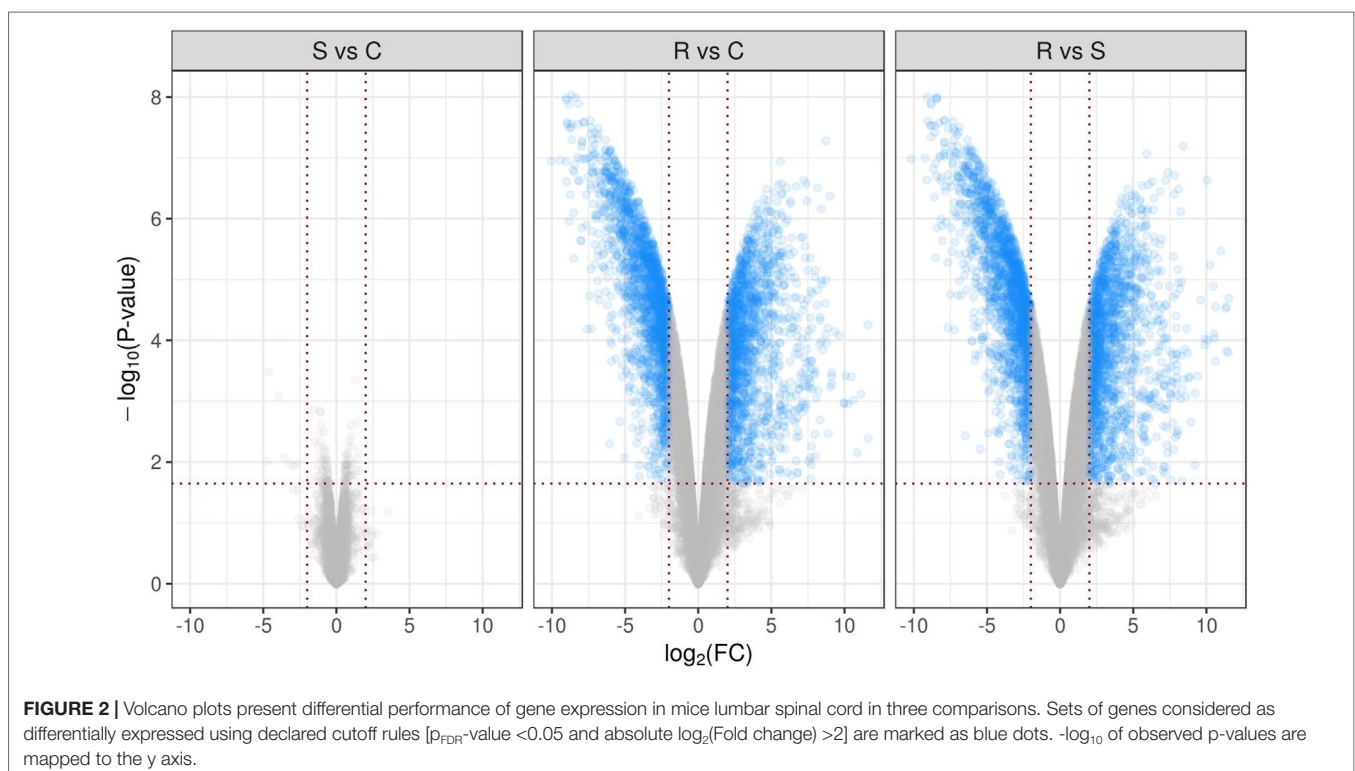 S vs C
R vs C
R vs S
− log10(P-value)
8
6
4
2
0
-10 -5 0 5 10
-10 -5 0 5 10
-10 -5 0 5 10
log2(FC)
FIGURE 2 | Volcano plots present differential performance of gene expression in mice lumbar spinal cord in three comparisons. Sets of genes considered as
differentially expressed using declared cutoff rules [pFDR-value <0.05 and absolute log2(Fold change) >2] are marked as blue dots. -log10 of observed p-values are
mapped to the y axis.